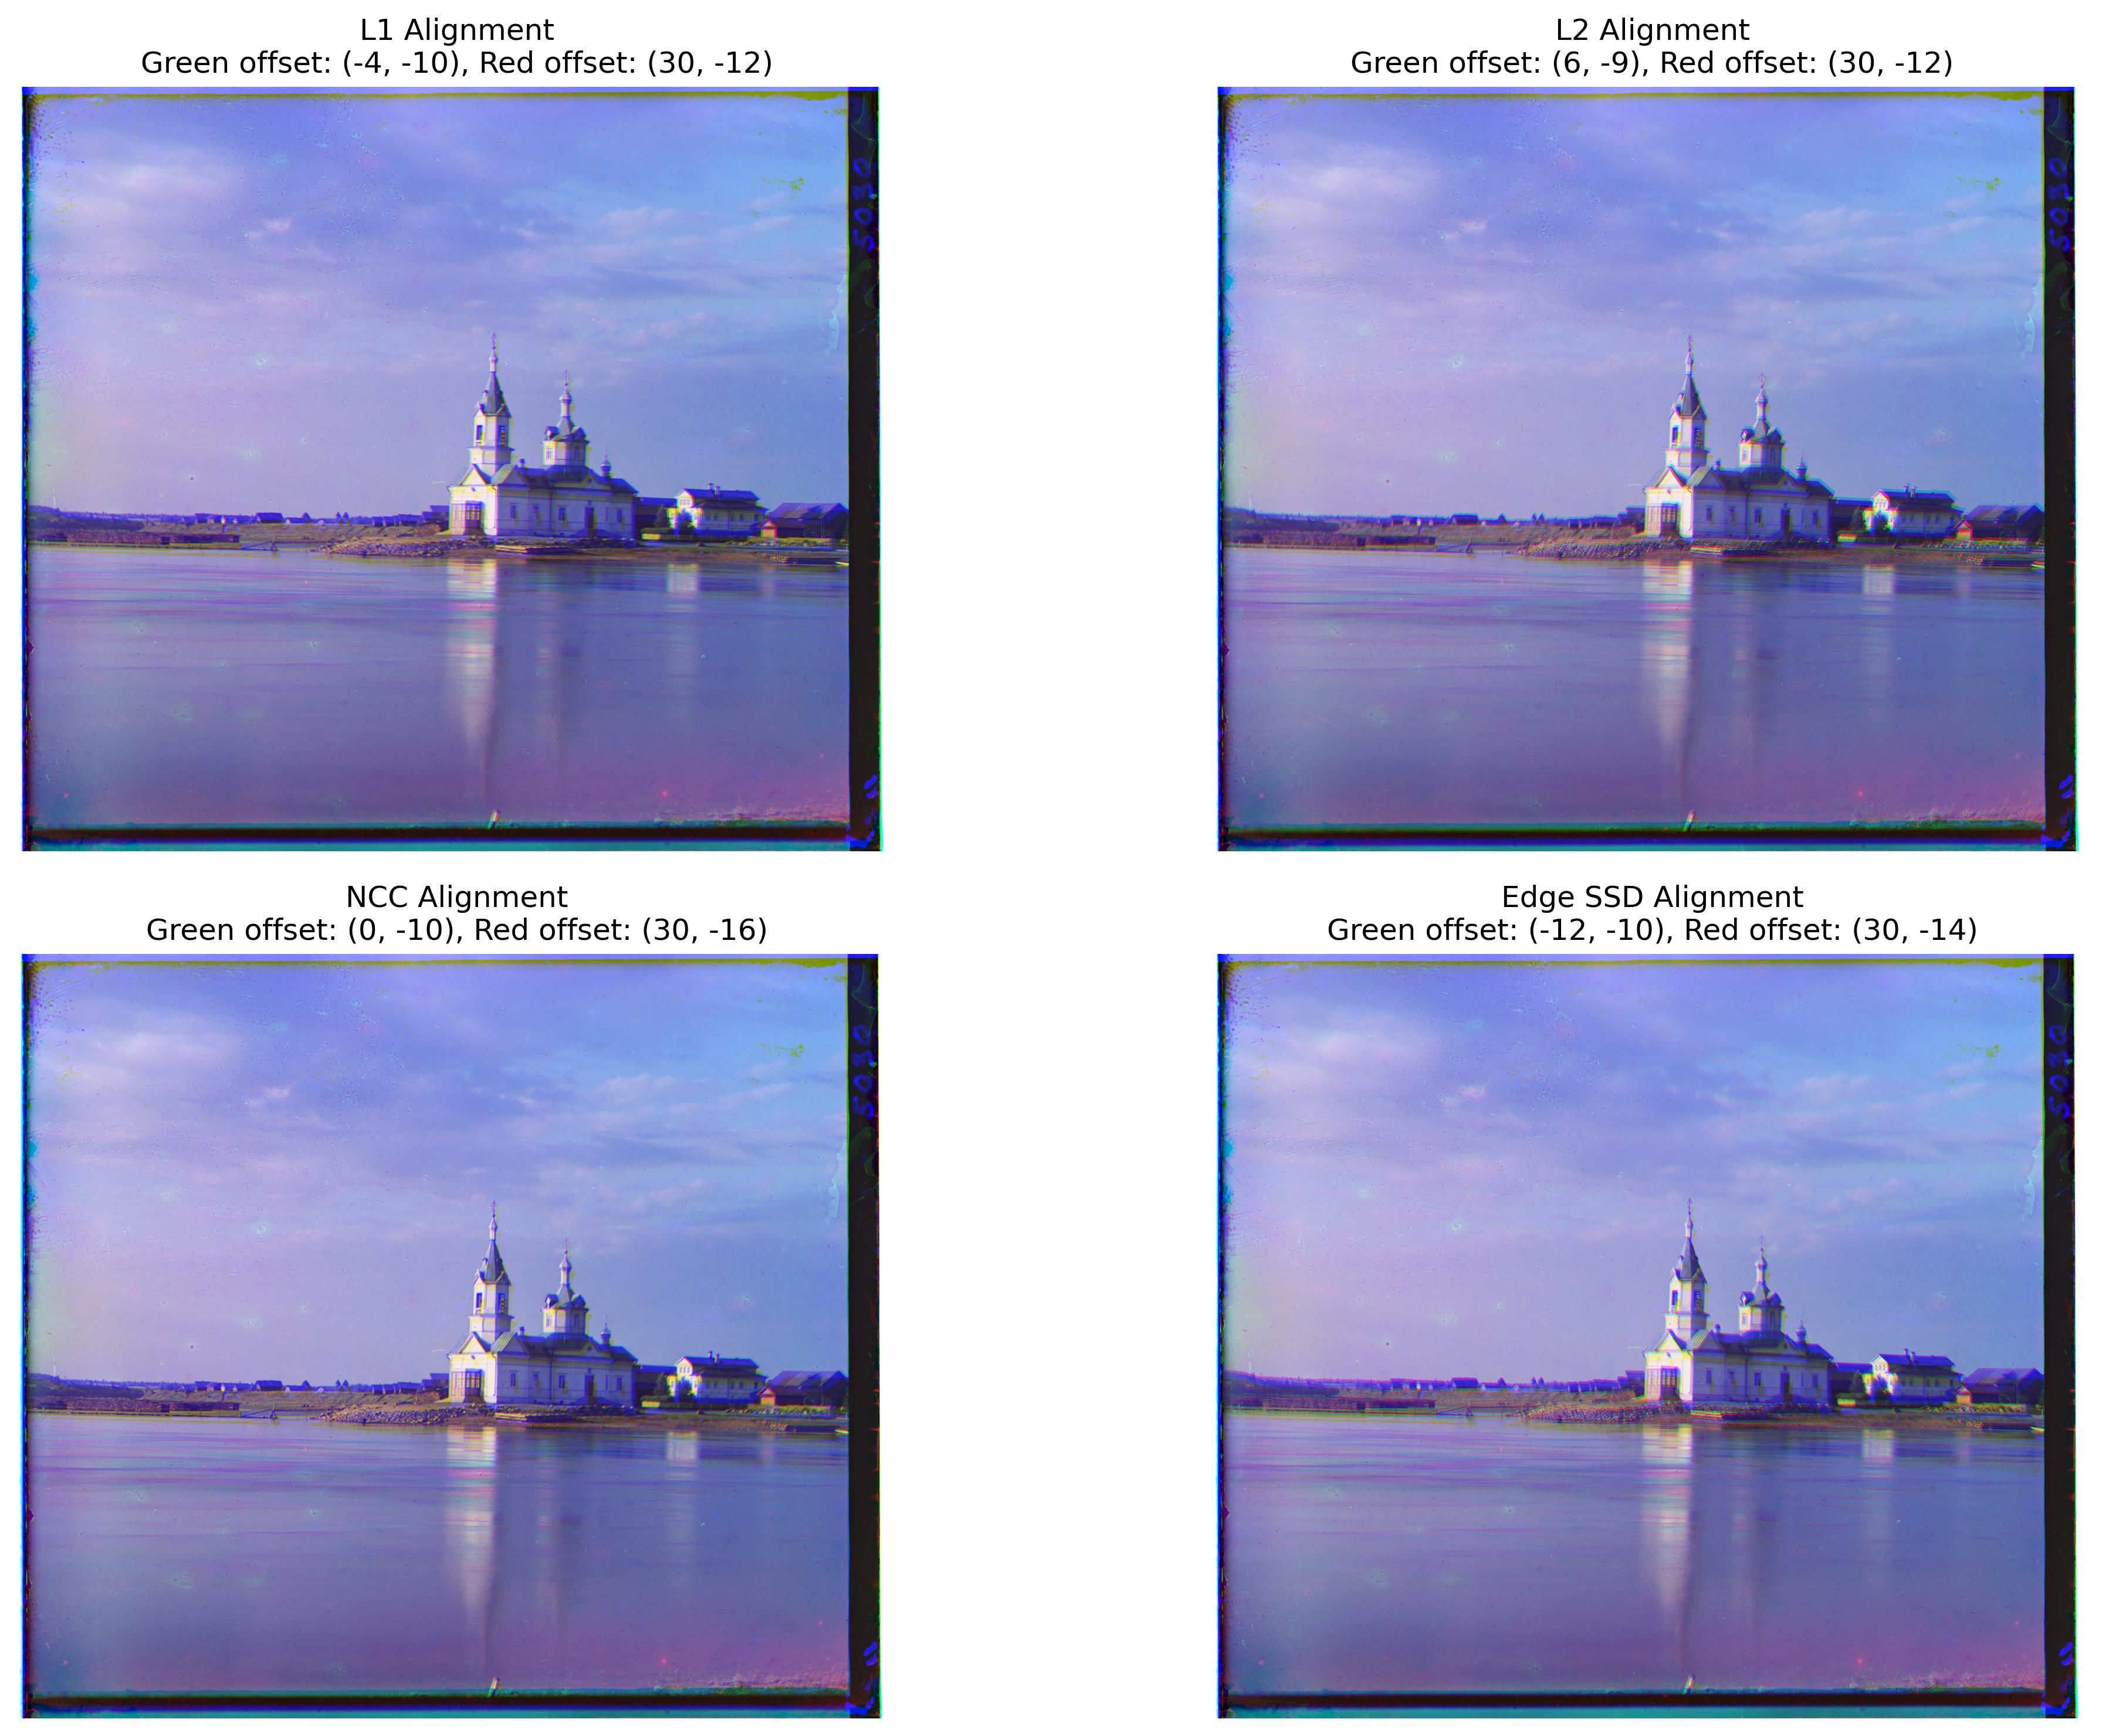 L1 Alignment
Green offset: (-4, -10), Red offset: (30, -12)
L2 Alignment
Green offset: (6, -9), Red offset: (30, -12)
5030
5030
NCC Alignment
Green offset: (0, -10), Red offset: (30, -16)
Edge SSD Alignment
Green offset: (-12, -10), Red offset: (30, -14)
5030
5030